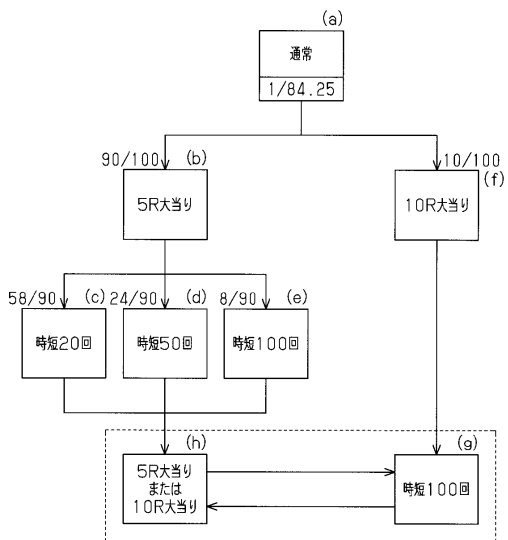 (a)
通常
1/84.25
90/100
(b)
10/100
(f)
5R大当り
10R大当り
58/90
(c)
24/90
(d)
8/90
(e)
時短20回
時短50回
時短100回
(h)
(g)
5R大当り
または
10R大当り
時短100回